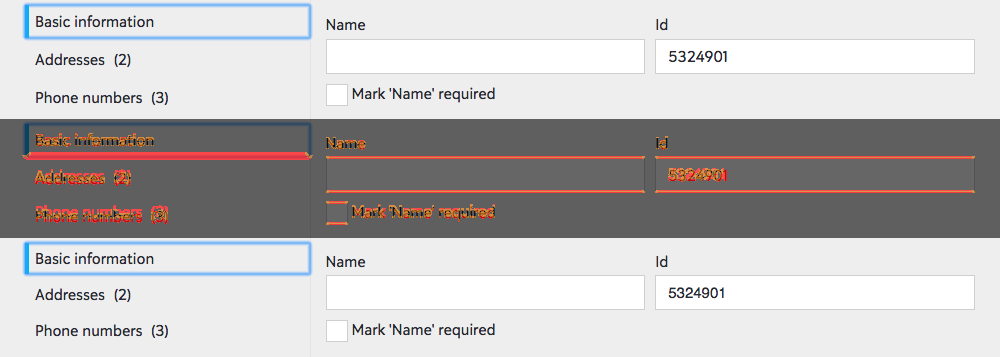 Basic information
Name
Id
Addresses (2)
5324901
Phone numbers (3)
Mark 'Name' required
Basic information
Name
Id
Addresses (2)
5324901
Phone numbers (3)
Mark 'Name' required
Basic information
Name
Id
Addresses (2)
5324901
Phone numbers (3)
Mark 'Name' required